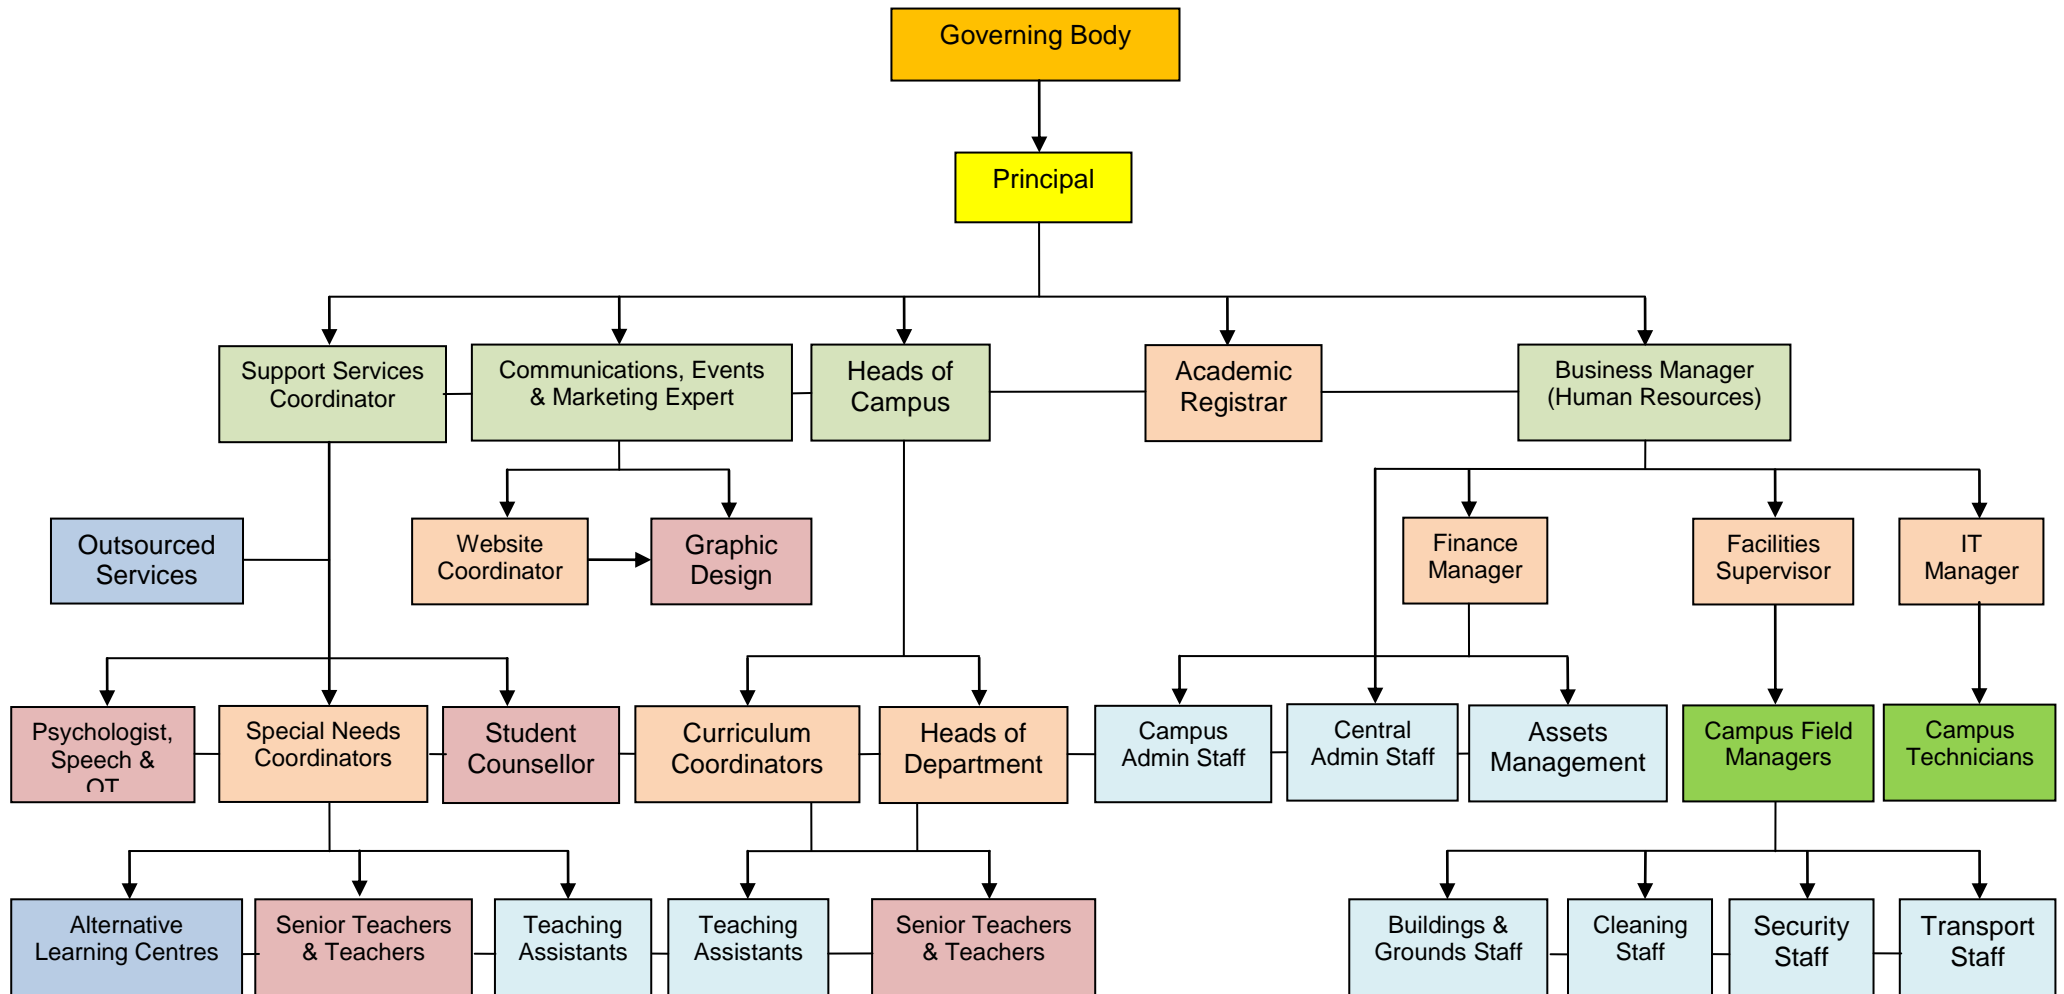 Governing Body
Principal
Support Services
Coordinator
Communications, Events
& Marketing Expert
Heads of
Campus
Academic
Registrar
Business Manager
(Human Resources)
Outsourced
Services
Website
Coordinator
Graphic
Design
Finance
Manager
Facilities
Supervisor
IT
Manager
Psychologist,
Speech &
OT
Special Needs
Coordinators
Student
Counsellor
Curriculum
Coordinators
Heads of
Department
Campus
Admin Staff
Central
Admin Staff
Assets
Management
Campus Field
Managers
Campus
Technicians
Alternative
Learning Centres
Senior Teachers
& Teachers
Teaching
Assistants
Teaching
Assistants
Senior Teachers
& Teachers
Buildings &
Grounds Staff
Cleaning
Staff
Security
Staff
Transport
Staff